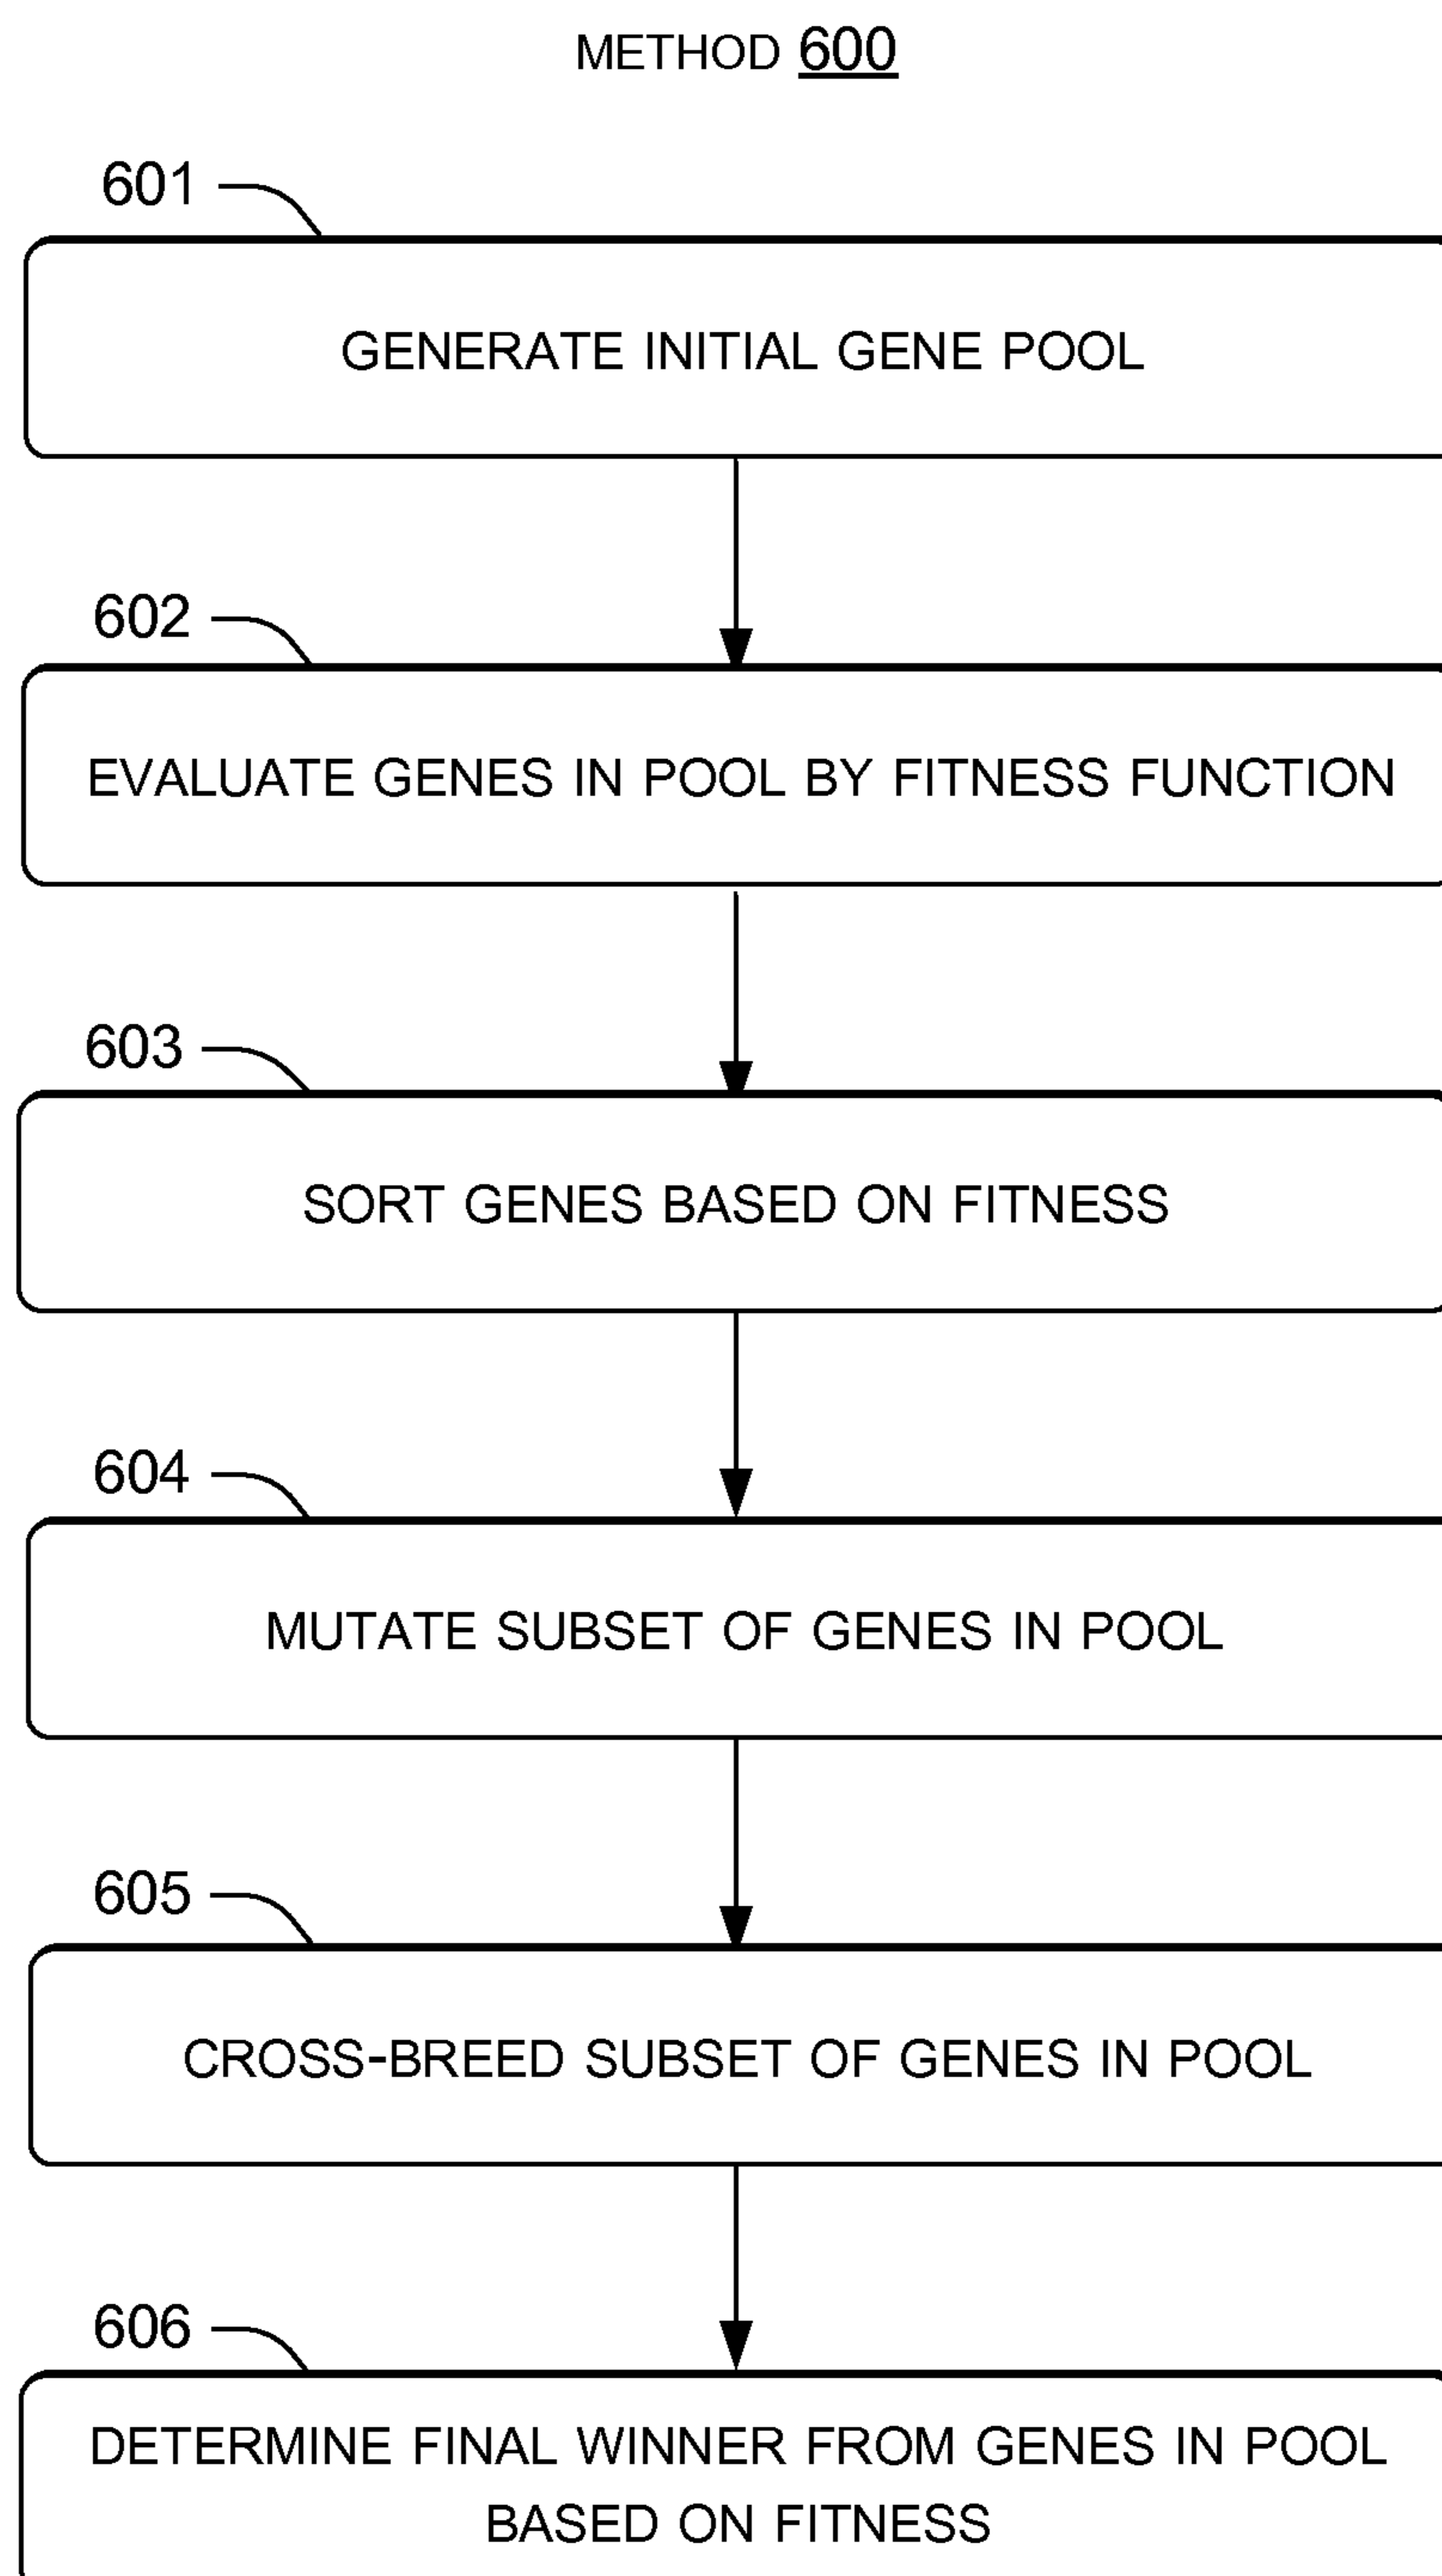 METHOD 600
601
GENERATE INITIAL GENE POOL
602
EVALUATE GENES IN POOL BY FITNESS FUNCTION
603
SORT GENES BASED ON FITNESS
604
MUTATE SUBSET OF GENES IN POOL
605
CROSS-BREED SUBSET OF GENES IN POOL
606
DETERMINE FINAL WINNER FROM GENES IN POOL
BASED ON FITNESS